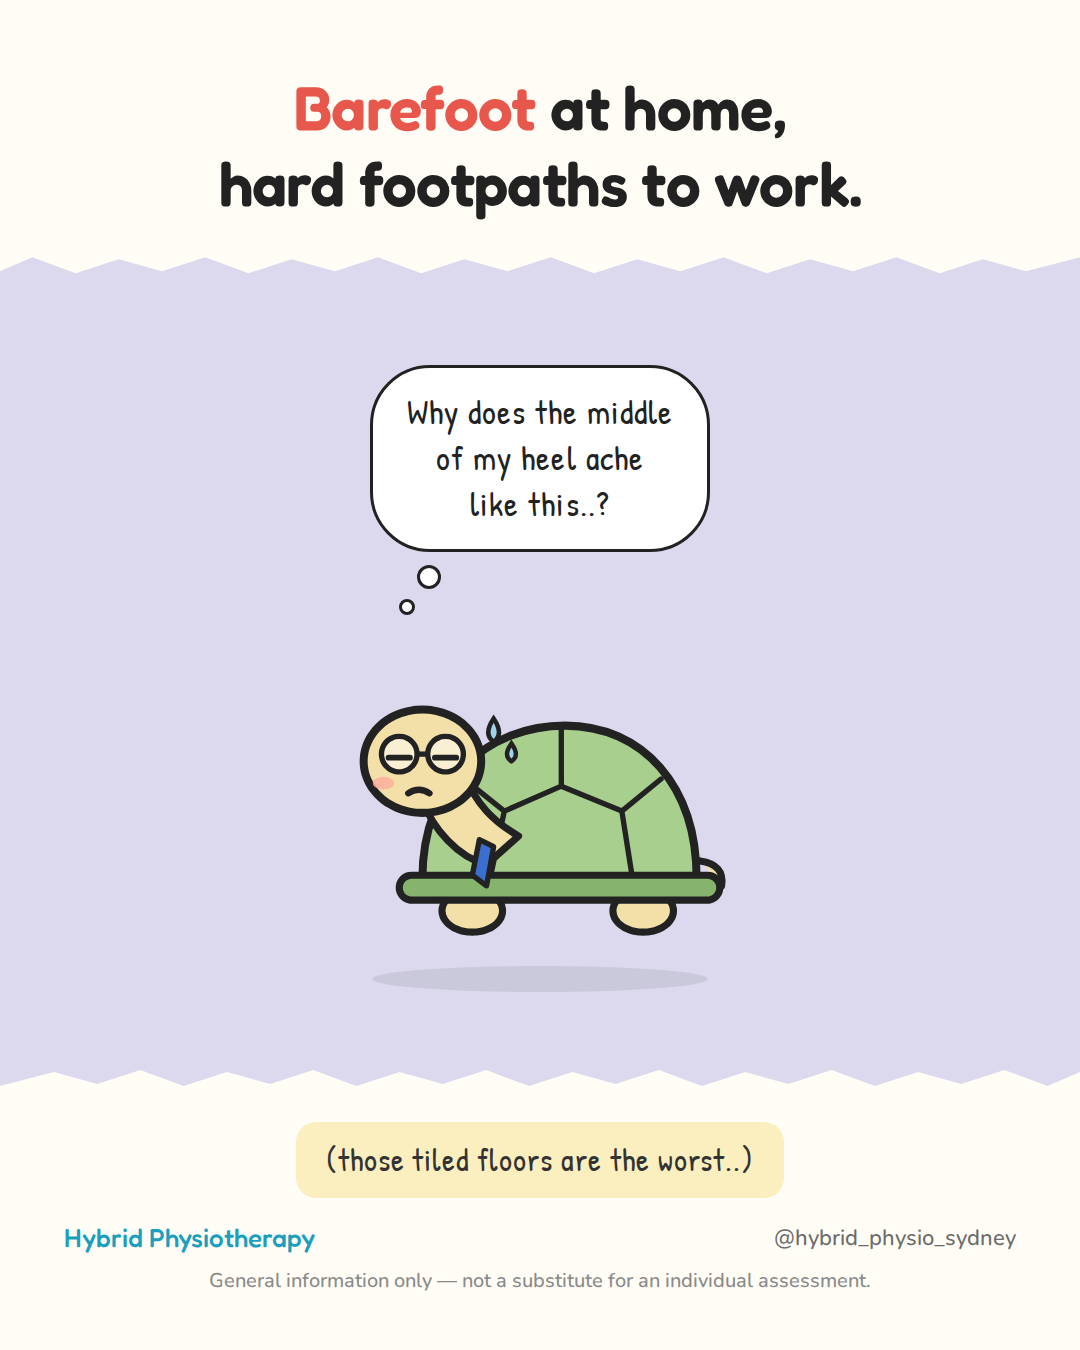 Barefoot at home,
hard footpaths to work.
Why does the middle
of my heel ache
like this..?
(those tiled floors are the worst..)
Hybrid Physiotherapy
@hybrid_physio_sydney
General information only — not a substitute for an individual assessment.